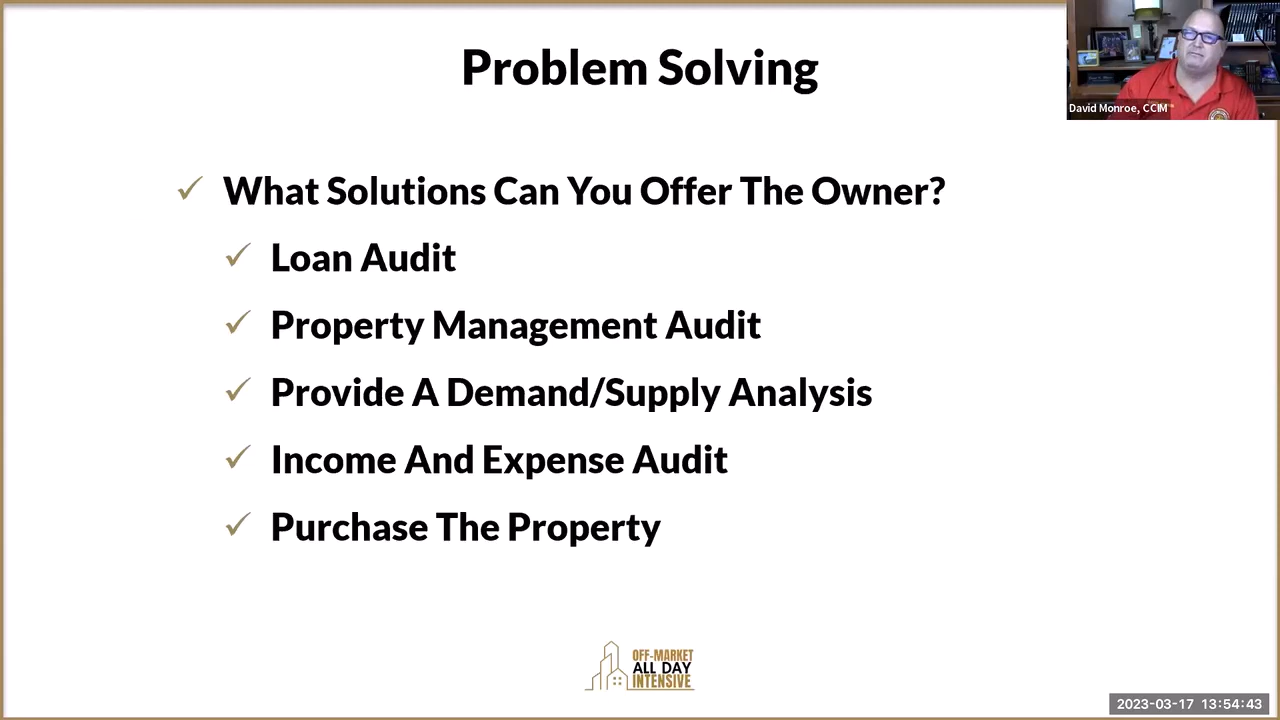 Problem Solving
David Monroe, CCIM
What Solutions Can You Offer The Owner?
Loan Audit
Property Management Audit
Provide A Demand/Supply Analysis
Income And Expense Audit
Purchase The Property
OFF-MARKET
ALL DAY
INTENSIVE
2023-03-17 13:54:43